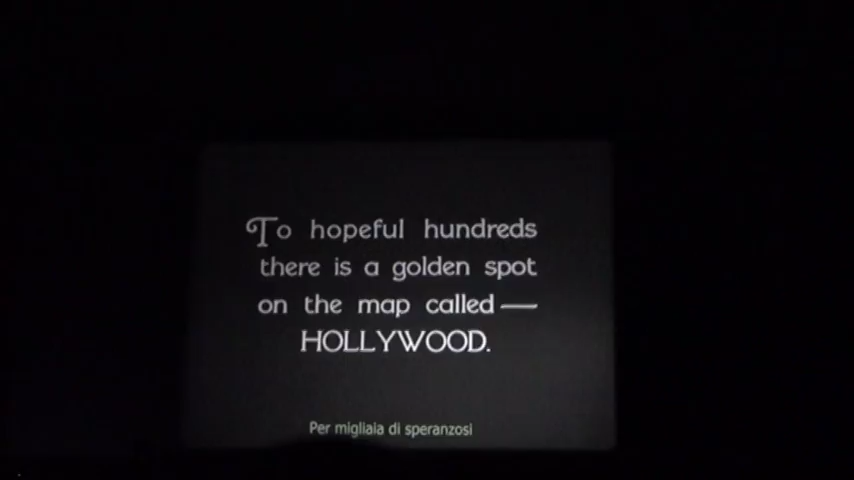 To hopeful hundreds
there is a golden spot
on the map called —
HOLLYWOOD.
Per migliaia di speranzosi